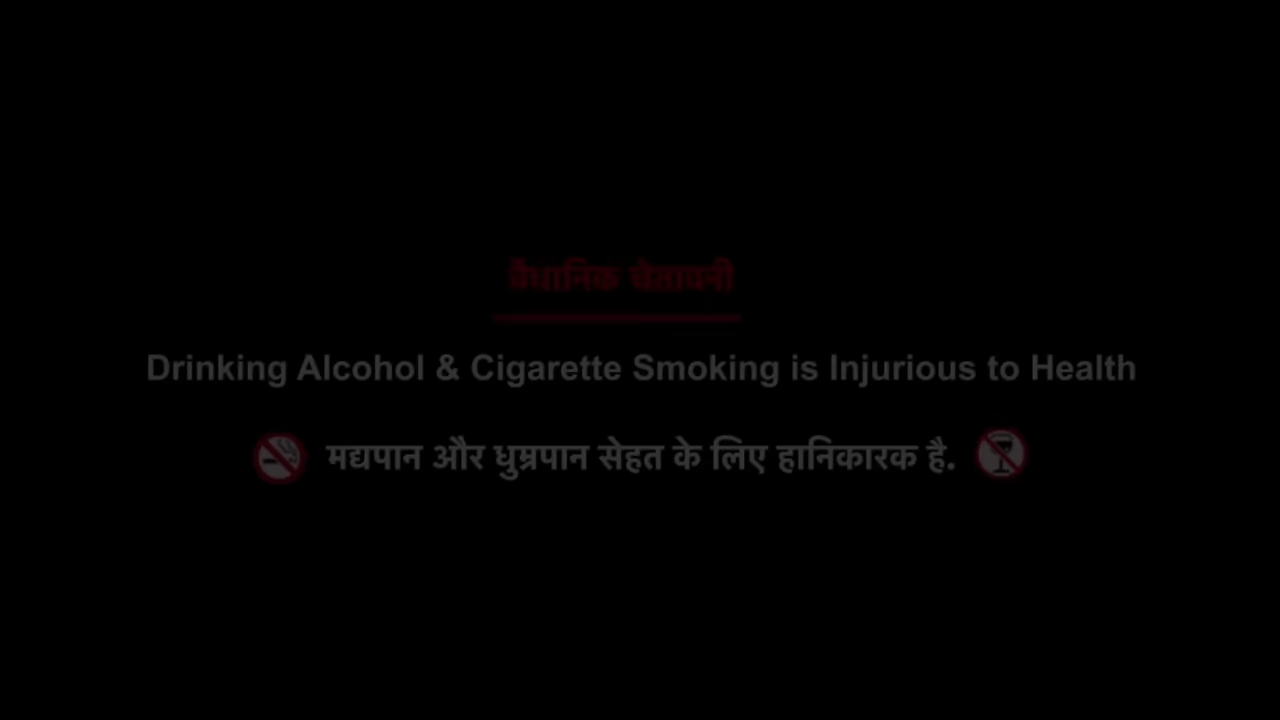 वैधानिक चेतावनी
Drinking Alcohol & Cigarette Smoking is Injurious to Health
मद्यपान और धुम्रपान सेहत के लिए हानिकारक है.